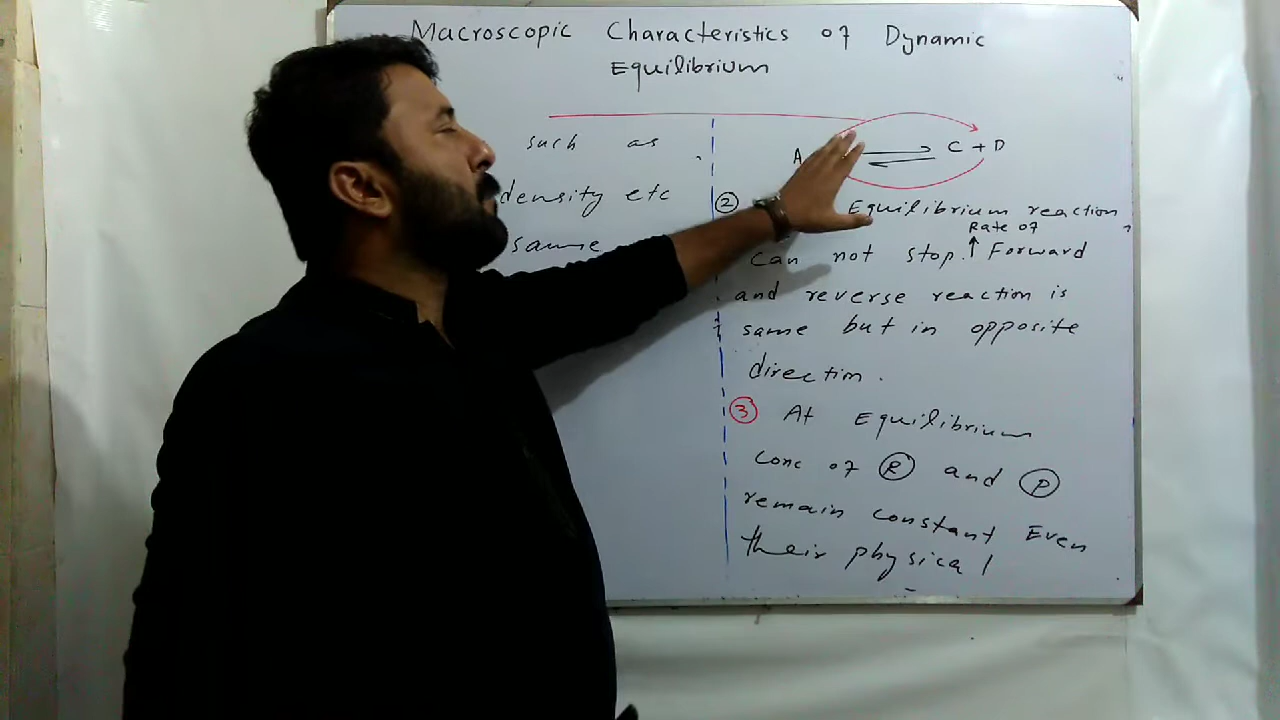 Macroscopic Characteristics of Dynamic
Equilibrium
such as
density etc
same
A ⇌ C + D
② Equilibrium reaction
can not stop. ↑ Rate of Forward
and reverse reaction is
same but in opposite
direction.
③ At Equilibrium
Conc of Ⓡ and Ⓟ
remain constant Even
their physical